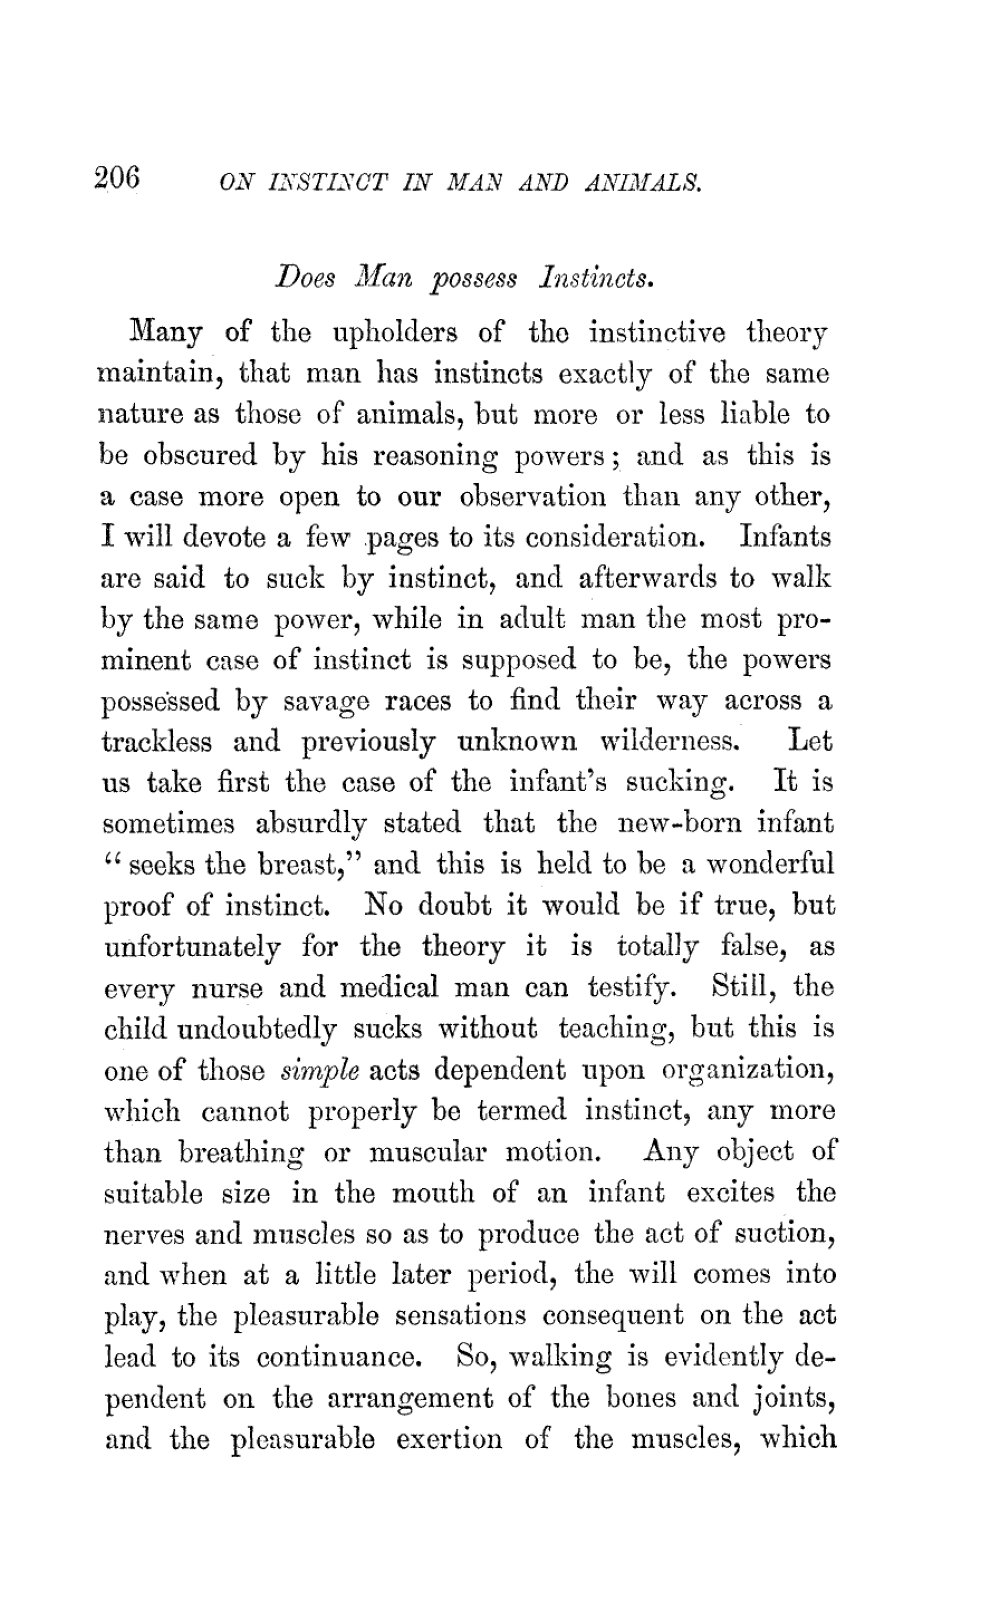 206 ON INSTINCT IN MAN AND ANIMALS.
Does Man possess Instincts.
Many of the upholders of the instinctive theory
maintain, that man has instincts exactly of the same
nature as those of animals, but more or less liable to
be obscured by his reasoning powers; and as this is
a case more open to our observation than any other,
I will devote a few pages to its consideration. Infants
are said to suck by instinct, and afterwards to walk
by the same power, while in adult man the most pro-
minent case of instinct is supposed to be, the powers
possessed by savage races to find their way across a
trackless and previously unknown wilderness. Let
us take first the case of the infant's sucking. It is
sometimes absurdly stated that the new-born infant
"seeks the breast," and this is held to be a wonderful
proof of instinct. No doubt it would be if true, but
unfortunately for the theory it is totally false, as
every nurse and medical man can testify. Still, the
child undoubtedly sucks without teaching, but this is
one of those simple acts dependent upon organization,
which cannot properly be termed instinct, any more
than breathing or muscular motion. Any object of
suitable size in the mouth of an infant excites the
nerves and muscles so as to produce the act of suction,
and when at a little later period, the will comes into
play, the pleasurable sensations consequent on the act
lead to its continuance. So, walking is evidently de-
pendent on the arrangement of the bones and joints,
and the pleasurable exertion of the muscles, which